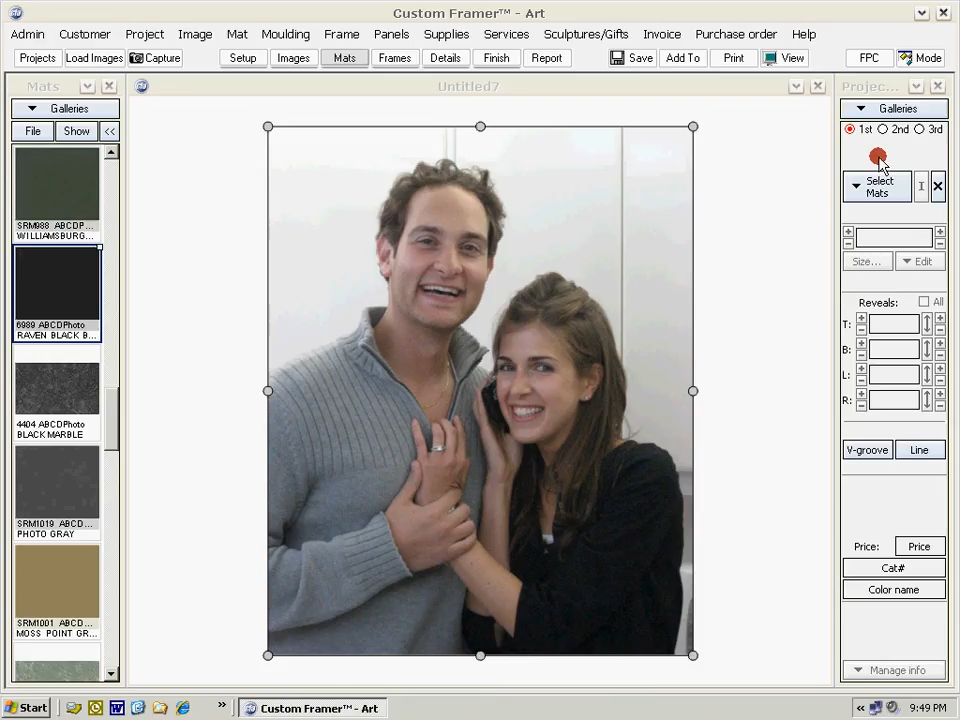 Custom Framer™ - Art
Admin Customer Project Image Mat Moulding Frame Panels Supplies Services Sculptures/Gifts Invoice Purchase order Help
Projects Load Images Capture Setup Images Mats Frames Details Finish Report Save Add To Print View FPC Mode
Mats Untitled7 Projec...
Galleries Galleries
File Show <<
1st 2nd 3rd
Select
Mats
I
SRM988 ABCDP...
WILLIAMSBURG...
Size... Edit
6989 ABCDPhoto
RAVEN BLACK B...
Reveals: All
T:
B:
L:
R:
4404 ABCDPhoto
BLACK MARBLE
V-groove Line
SRM1019 ABCD...
PHOTO GRAY
Price: Price
Cat#
Color name
SRM1001 ABCD...
MOSS POINT GR...
Manage info
Start W » Custom Framer™ - Art « 9:49 PM